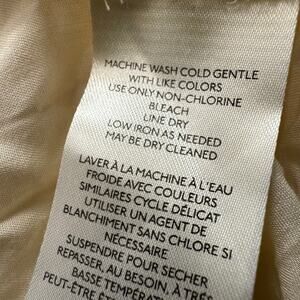 MACHINE WASH COLD GENTLE
WITH LIKE COLORS
USE ONLY NON-CHLORINE
BLEACH
LINE DRY
LOW IRON AS NEEDED
MAY BE DRY CLEANED
LAVER À LA MACHINE À L'EAU
FROIDE AVEC COULEURS
SIMILAIRES CYCLE DÉLICAT
UTILISER UN AGENT DE
BLANCHIMENT SANS CHLORE SI
NÉCESSAIRE
SUSPENDRE POUR SECHER
REPASSER, AU BESOIN, À
BASSE